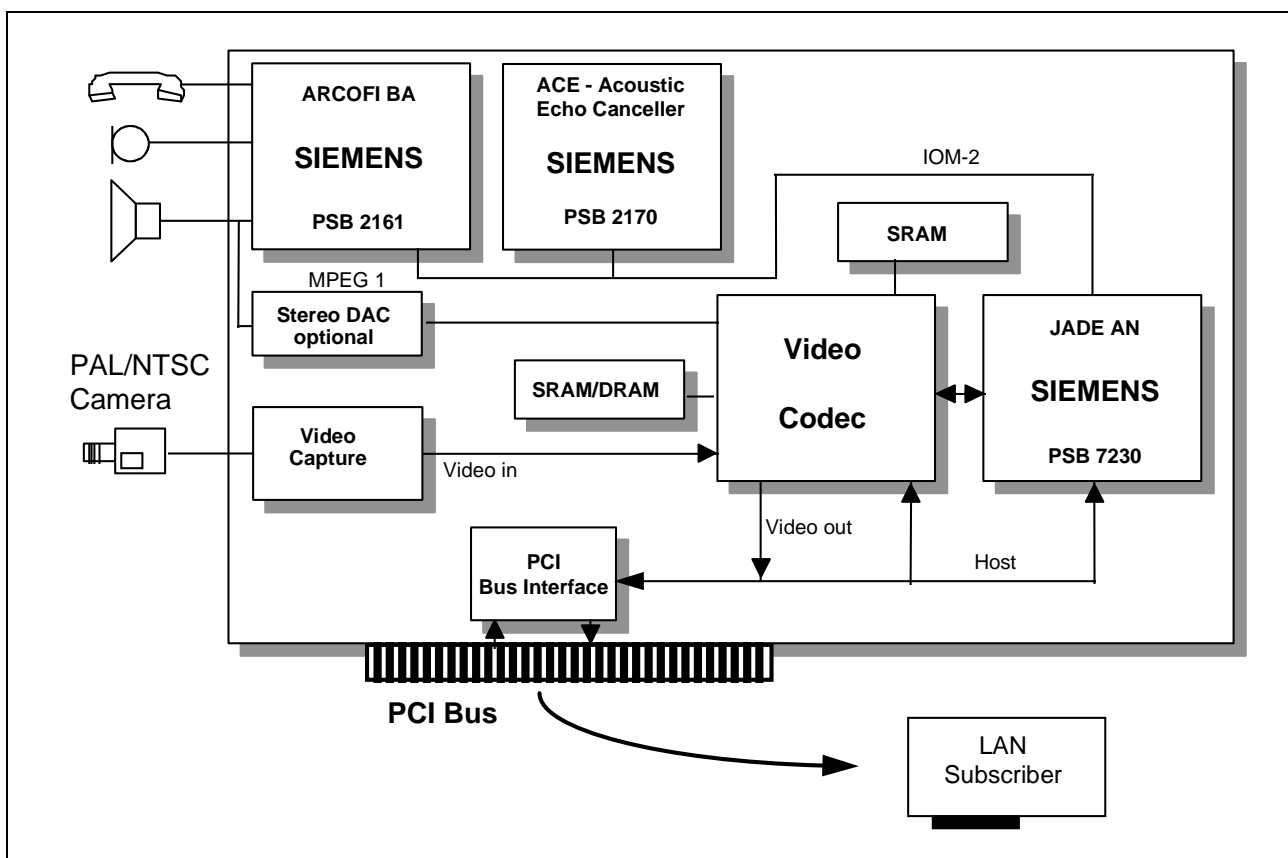 ARCOFI BA
SIEMENS
PSB 2161
ACE - Acoustic
Echo Canceller
SIEMENS
PSB 2170
IOM-2
SRAM
MPEG 1
Stereo DAC
optional
Video
Codec
JADE AN
SIEMENS
PSB 7230
PAL/NTSC
Camera
SRAM/DRAM
Video
Capture
Video in
Video out
PCI
Bus Interface
Host
PCI Bus
LAN
Subscriber